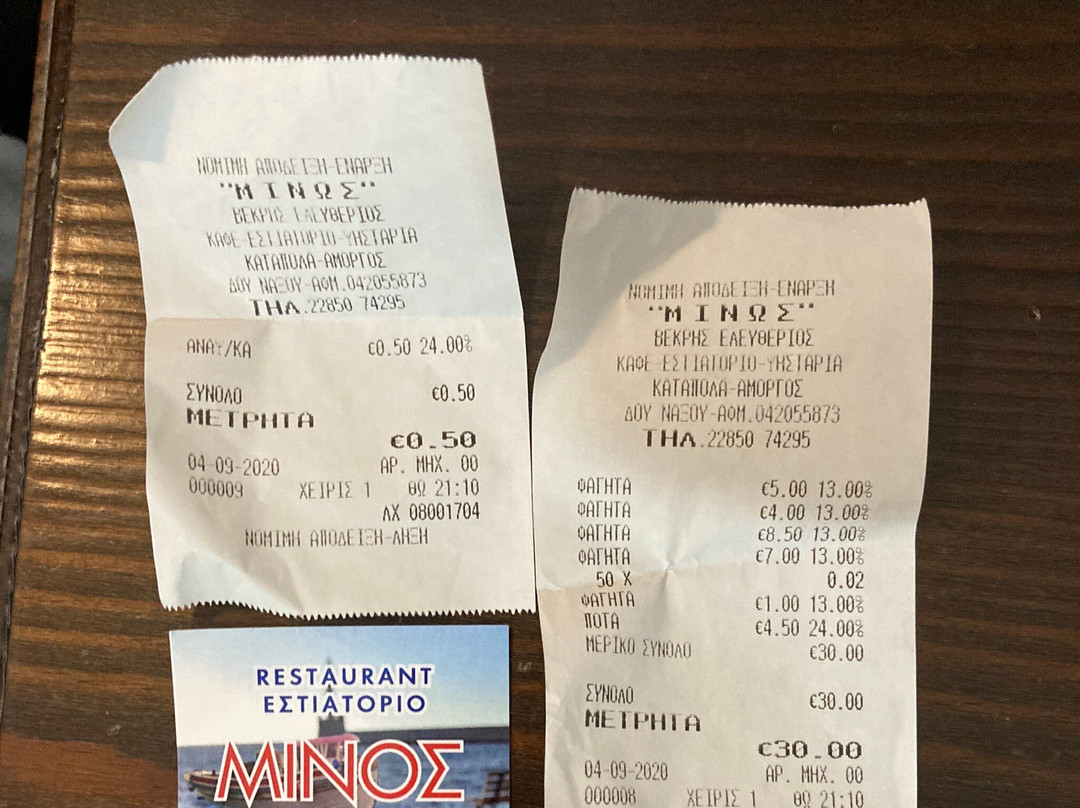 ΝΟΜΙΜΗ ΑΠΟΔΕΙΞΗ-ΕΝΑΡΞΗ
"ΜΙΝΩΣ"
ΒΕΚΡΗΣ ΕΛΕΥΘΕΡΙΟΣ
ΚΑΦΕ-ΕΣΤΙΑΤΟΡΙΟ-ΨΗΣΤΑΡΙΑ
ΚΑΤΑΠΟΛΑ-ΑΜΟΡΓΟΣ
ΔΟΥ ΝΑΞΟΥ-ΑΦΜ.042055873
ΤΗΛ.22850 74295
ΑΝΑΨ/ΚΑ €0.50 24.00%
ΣΥΝΟΛΟ €0.50
ΜΕΤΡΗΤΑ
€0.50
04-09-2020 ΑΡ. ΜΗΧ. 00
000009 ΧΕΙΡΙΣ 1 ΘΩ 21:10
ΛΧ 08001704
ΝΟΜΙΜΗ ΑΠΟΔΕΙΞΗ-ΛΗΞΗ
RESTAURANT
ΕΣΤΙΑΤΟΡΙΟ
ΜΙΝΟΣ
ΝΟΜΙΜΗ ΑΠΟΔΕΙΞΗ-ΕΝΑΡΞΗ
"ΜΙΝΩΣ"
ΒΕΚΡΗΣ ΕΛΕΥΘΕΡΙΟΣ
ΚΑΦΕ-ΕΣΤΙΑΤΟΡΙΟ-ΨΗΣΤΑΡΙΑ
ΚΑΤΑΠΟΛΑ-ΑΜΟΡΓΟΣ
ΔΟΥ ΝΑΞΟΥ-ΑΦΜ.042055873
ΤΗΛ.22850 74295
ΦΑΓΗΤΑ €5.00 13.00%
ΦΑΓΗΤΑ €4.00 13.00%
ΦΑΓΗΤΑ €8.50 13.00%
ΦΑΓΗΤΑ €7.00 13.00%
50 X 0.02
ΦΑΓΗΤΑ €1.00 13.00%
ΠΟΤΑ €4.50 24.00%
ΜΕΡΙΚΟ ΣΥΝΟΛΟ €30.00
ΣΥΝΟΛΟ €30.00
ΜΕΤΡΗΤΑ
€30.00
04-09-2020 ΑΡ. ΜΗΧ. 00
000008 ΧΕΙΡΙΣ 1 ΘΩ 21:10